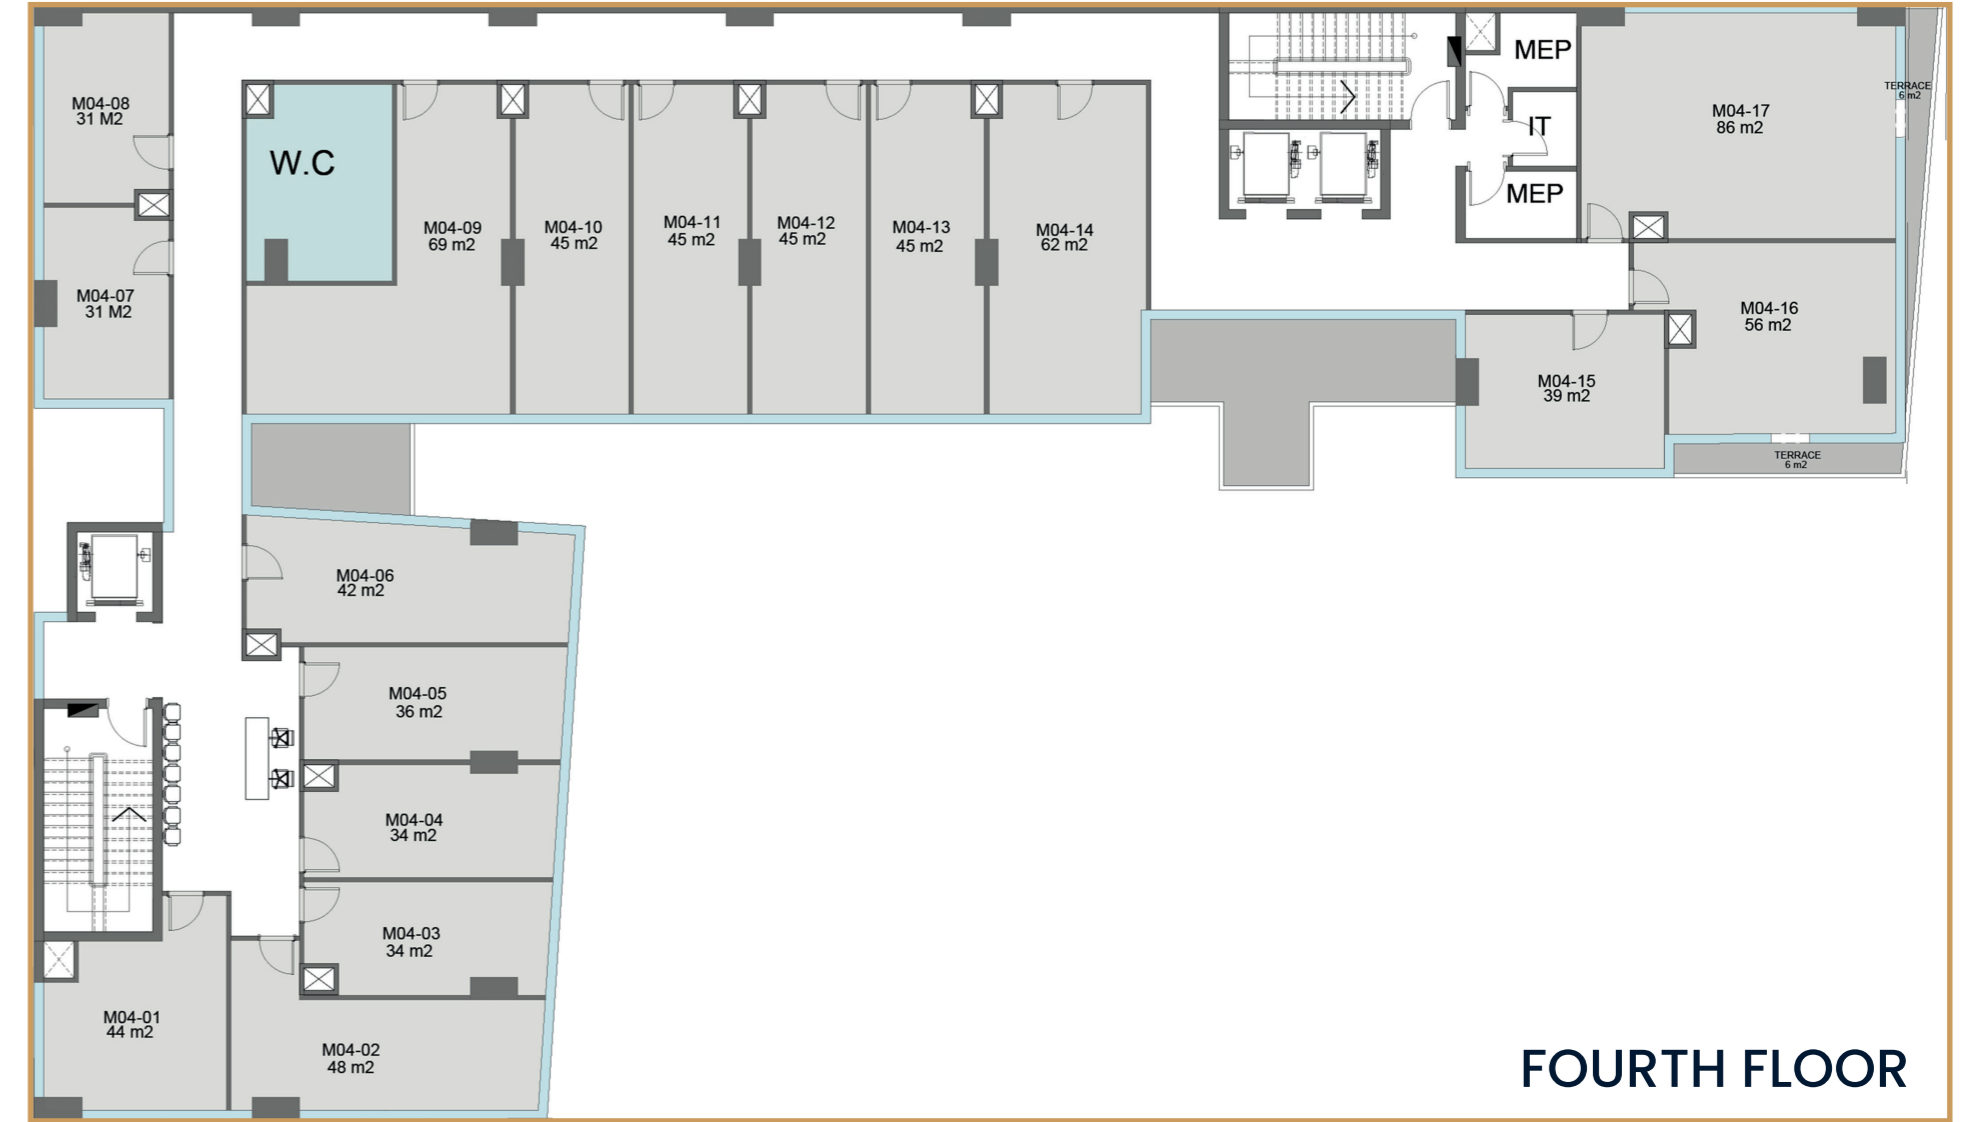 MEP
TERRACE
6 m2
M04-08
31 M2
M04-17
86 m2
IT
W.C
MEP
M04-09
69 m2
M04-10
45 m2
M04-11
45 m2
M04-12
45 m2
M04-13
45 m2
M04-14
62 m2
M04-07
31 M2
M04-16
56 m2
M04-15
39 m2
TERRACE
6 m2
M04-06
42 m2
M04-05
36 m2
M04-04
34 m2
M04-03
34 m2
M04-01
44 m2
M04-02
48 m2
FOURTH FLOOR